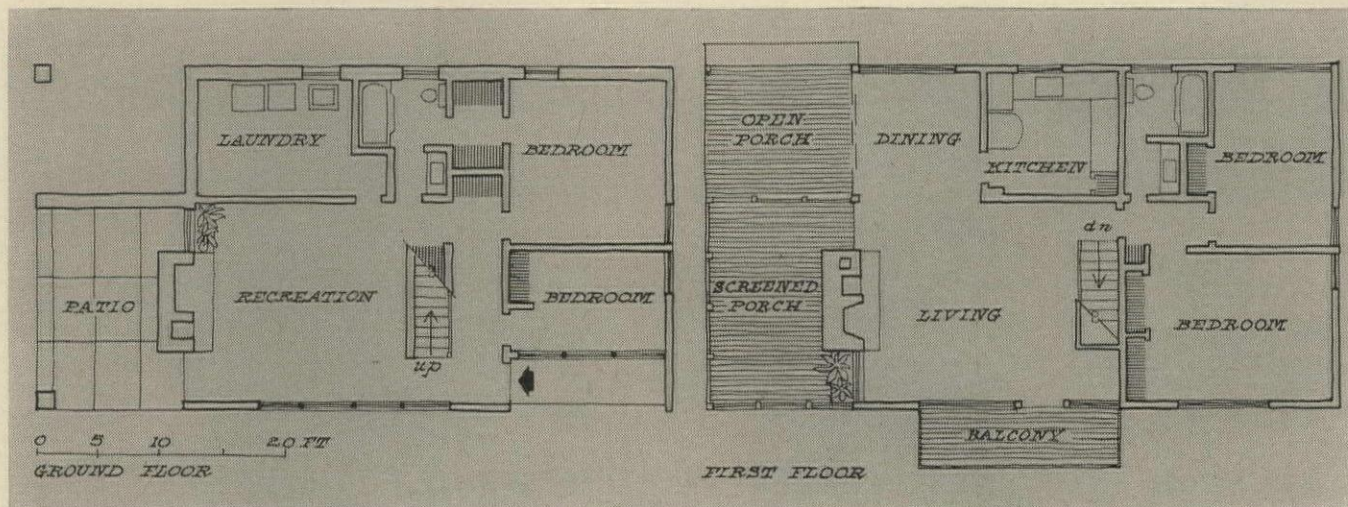 LAUNDRY
BEDROOM
PATIO
RECREATION
BEDROOM
up
0 5 10 20 FT
GROUND FLOOR
OPEN
PORCH
DINING
KITCHEN
BEDROOM
dn
SCREENED
PORCH
LIVING
BEDROOM
BALCONY
FIRST FLOOR